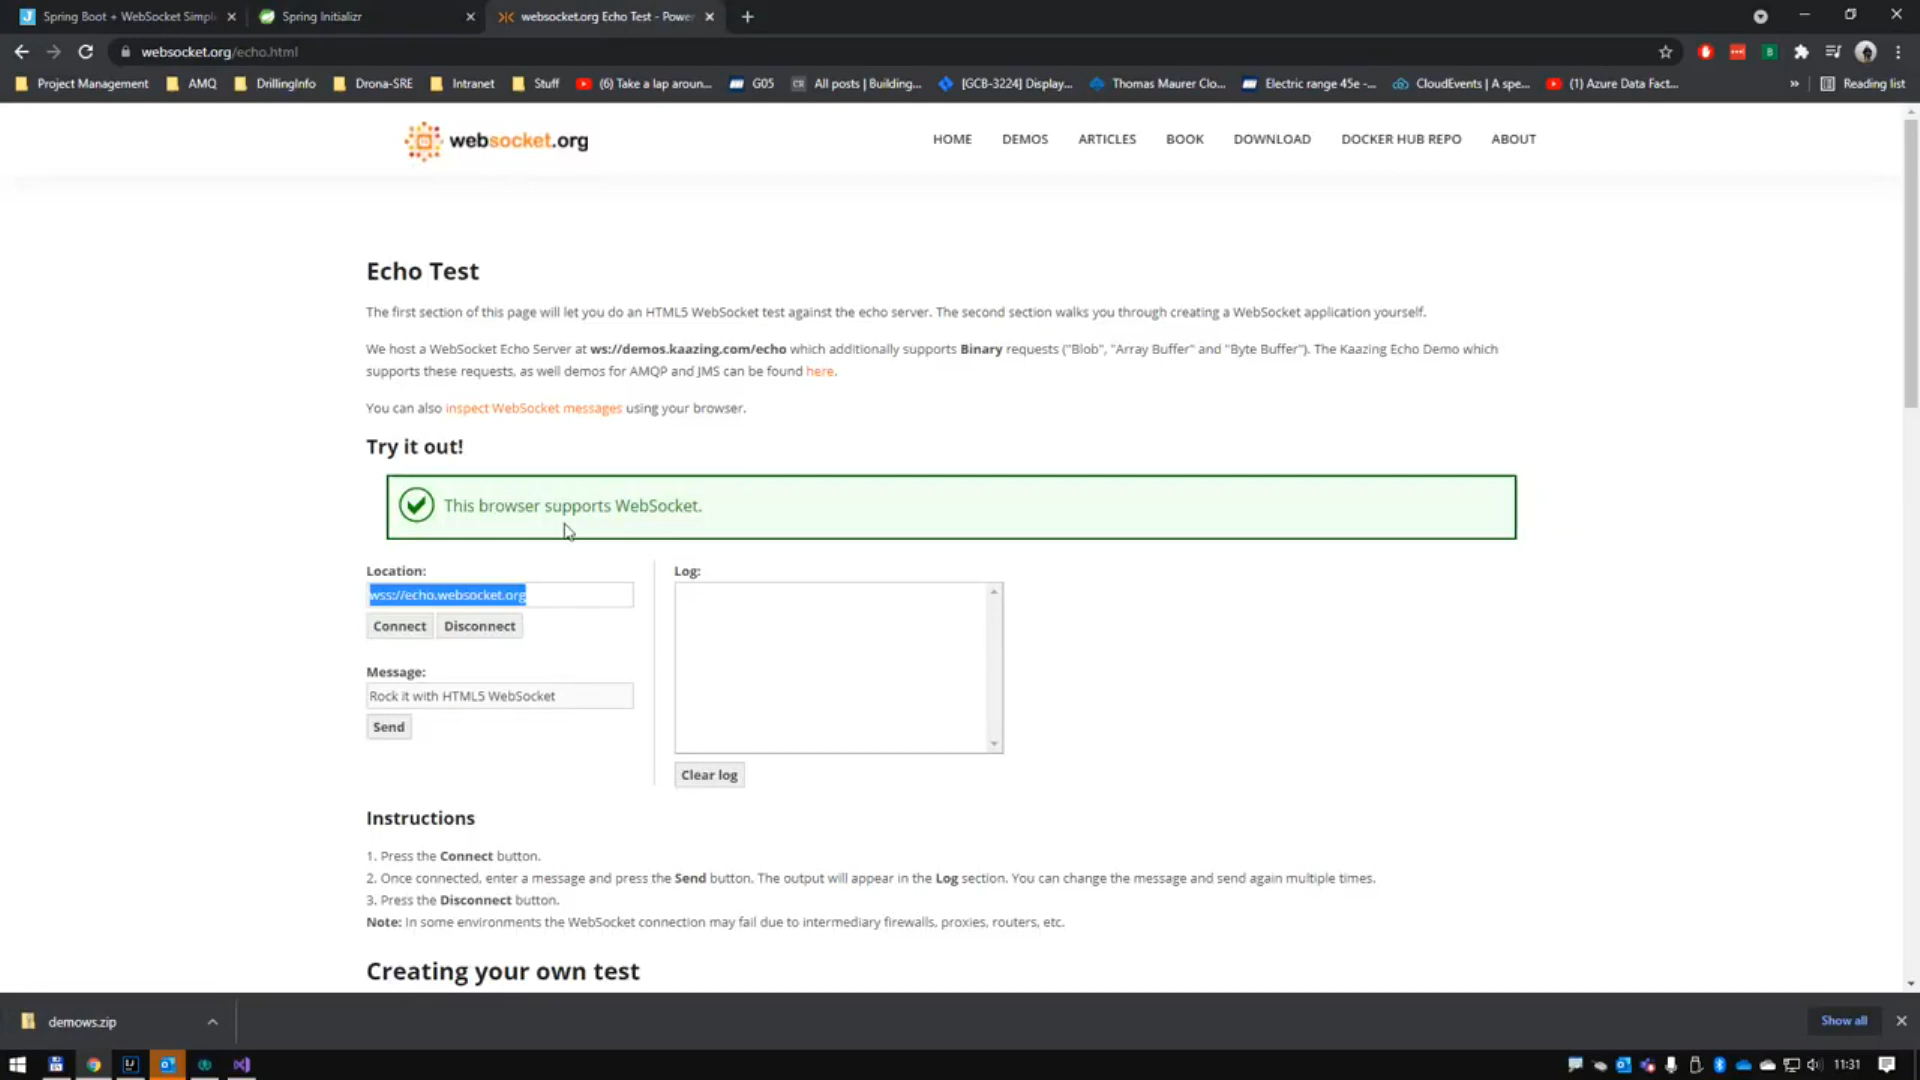 Spring Boot + WebSocket Simpl
Spring Initializr
websocket.org Echo Test - Powe
websocket.org/echo.html
Project Management
AMQ
DrillingInfo
Drona-SRE
Intranet
Stuff
(6) Take a lap aroun...
G05
CR
All posts | Building...
[GCB-3224] Display...
Thomas Maurer Clo...
Electric range 45e -...
CloudEvents | A spe...
(1) Azure Data Fact...
»
Reading list
websocket.org
HOME
DEMOS
ARTICLES
BOOK
DOWNLOAD
DOCKER HUB REPO
ABOUT
Echo Test
The first section of this page will let you do an HTML5 WebSocket test against the echo server. The second section walks you through creating a WebSocket application yourself.
We host a WebSocket Echo Server at ws://demos.kaazing.com/echo which additionally supports Binary requests ("Blob", "Array Buffer" and "Byte Buffer"). The Kaazing Echo Demo which
supports these requests, as well demos for AMQP and JMS can be found here.
You can also inspect WebSocket messages using your browser.
Try it out!
This browser supports WebSocket.
Location:
wss://echo.websocket.org
Connect
Disconnect
Message:
Rock it with HTML5 WebSocket
Send
Log:
Clear log
Instructions
1. Press the Connect button.
2. Once connected, enter a message and press the Send button. The output will appear in the Log section. You can change the message and send again multiple times.
3. Press the Disconnect button.
Note: In some environments the WebSocket connection may fail due to intermediary firewalls, proxies, routers, etc.
Creating your own test
demows.zip
Show all
11:31